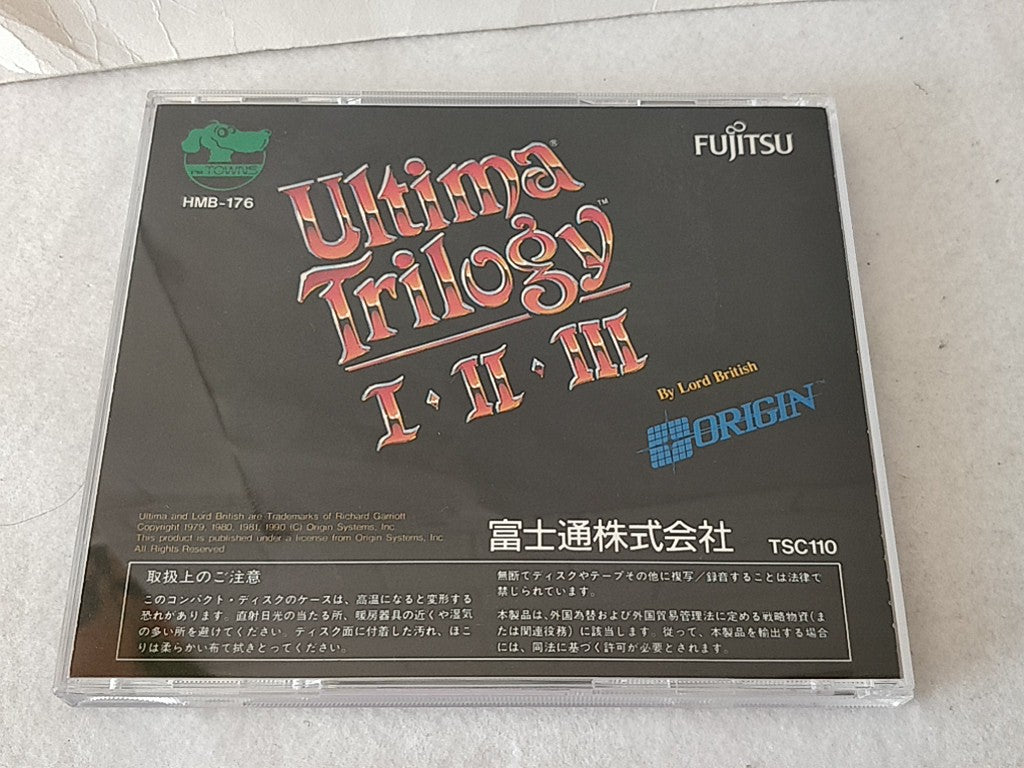 FM TOWNS
HMB-176
FUJITSU
Ultima®
Trilogy™
I・II・III
By Lord British
ORIGIN™
Ultima and Lord British are Trademarks of Richard Garriott
Copyright 1979, 1980, 1981, 1990 (C) Origin Systems, Inc.
This product is published under a license from Origin Systems, Inc.
All Rights Reserved
富士通株式会社
TSC110
取扱上のご注意
このコンパクト・ディスクのケースは、高温になると変形する
恐れがあります。直射日光の当たる所、暖房器具の近くや湿気
の多い所を避けてください。ディスク面に付着した汚れ、ほこ
りは柔らかい布で拭きとってください。
無断でディスクやテープその他に複写／録音することは法律で
禁じられています。
本製品は、外国為替および外国貿易管理法に定める戦略物資(ま
たは関連役務)に該当します。従って、本製品を輸出する場合
には、同法に基づく許可が必要とされます。